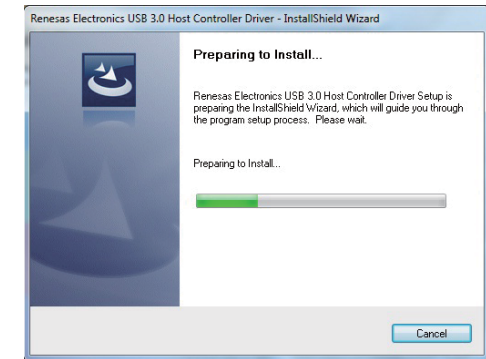 Renesas Electronics USB 3.0 Host Controller Driver - InstallShield Wizard
Preparing to Install...
Renesas Electronics USB 3.0 Host Controller Driver Setup is
preparing the InstallShield Wizard, which will guide you through
the program setup process. Please wait.
Preparing to Install...
Cancel